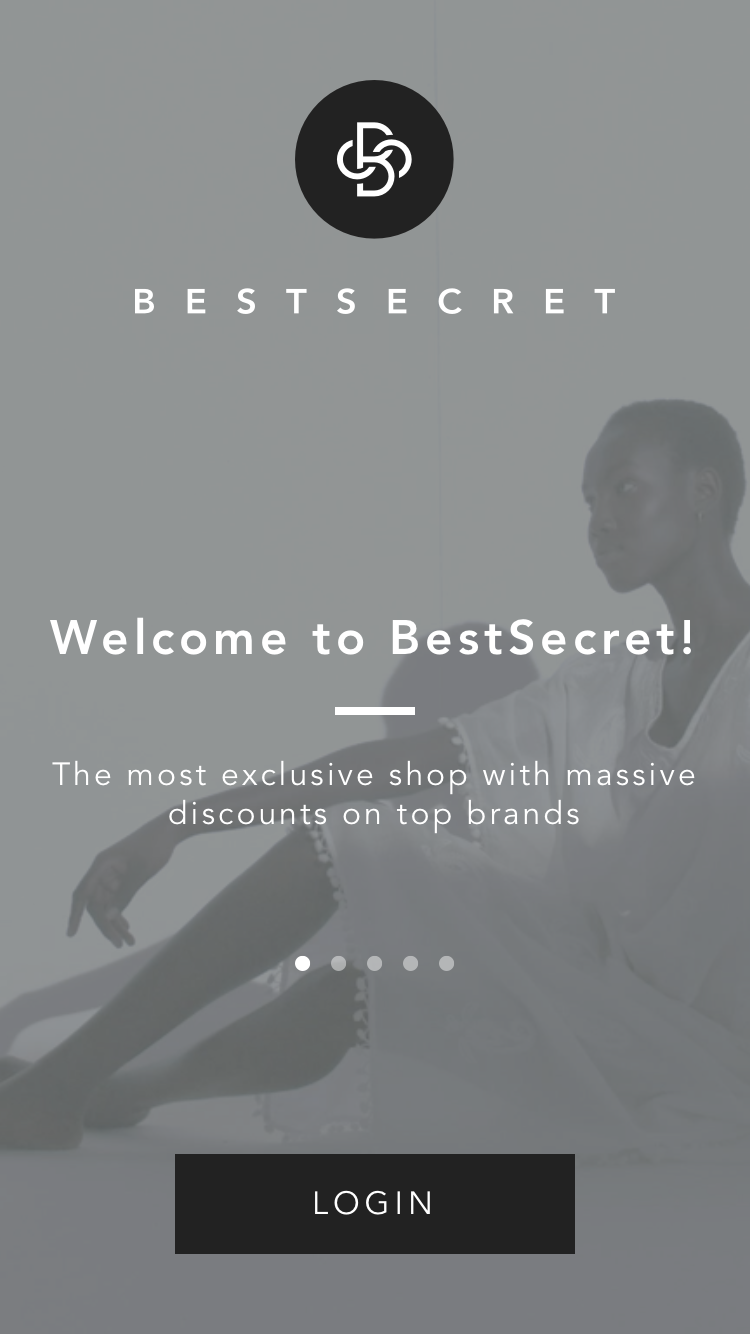 BESTSECRET
Welcome to BestSecret!
The most exclusive shop with massive
discounts on top brands
LOGIN